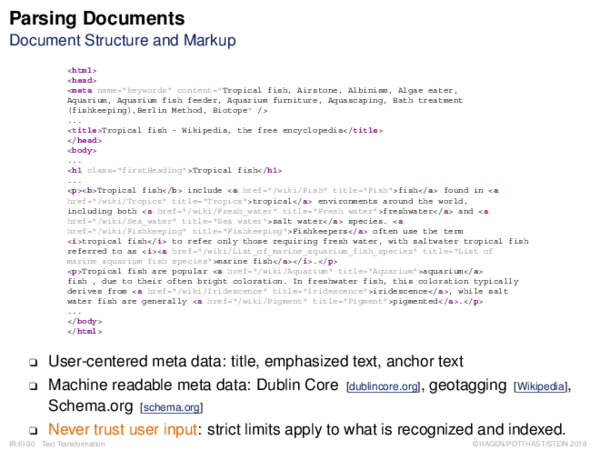 Parsing Documents
Document Structure and Markup
<html>
<head>
<meta name="keywords" content="Tropical fish, Airstone, Albinism, Algae eater,
Aquarium, Aquarium fish feeder, Aquarium furniture, Aquascaping, Bath treatment
(fishkeeping),Berlin Method, Biotope" />
...
<title>Tropical fish - Wikipedia, the free encyclopedia</title>
</head>
<body>
...
<h1 class="firstHeading">Tropical fish</h1>
...
<p><b>Tropical fish</b> include <a href="/wiki/Fish" title="Fish">fish</a> found in <a
href="/wiki/Tropics" title="Tropics">tropical</a> environments around the world,
including both <a href="/wiki/Fresh_water" title="Fresh water">freshwater</a> and <a
href="/wiki/Sea_water" title="Sea water">salt water</a> species. <a
href="/wiki/Fishkeeping" title="Fishkeeping">Fishkeepers</a> often use the term
<i>tropical fish</i> to refer only those requiring fresh water, with saltwater tropical fish
referred to as <i><a href="/wiki/List_of_marine_aquarium_fish_species" title="List of
marine aquarium fish species">marine fish</a></i>.</p>
<p>Tropical fish are popular <a href="/wiki/Aquarium" title="Aquarium">aquarium</a>
fish , due to their often bright coloration. In freshwater fish, this coloration typically
derives from <a href="/wiki/Iridescence" title="Iridescence">iridescence</a>, while salt
water fish are generally <a href="/wiki/Pigment" title="Pigment">pigmented</a>.</p>
...
</body>
</html>
❑ User-centered meta data: title, emphasized text, anchor text
❑ Machine readable meta data: Dublin Core [dublincore.org], geotagging [Wikipedia],
Schema.org [schema.org]
❑ Never trust user input: strict limits apply to what is recognized and indexed.
IR:III-30 Text Transformation ©HAGEN/POTTHAST/STEIN 2018